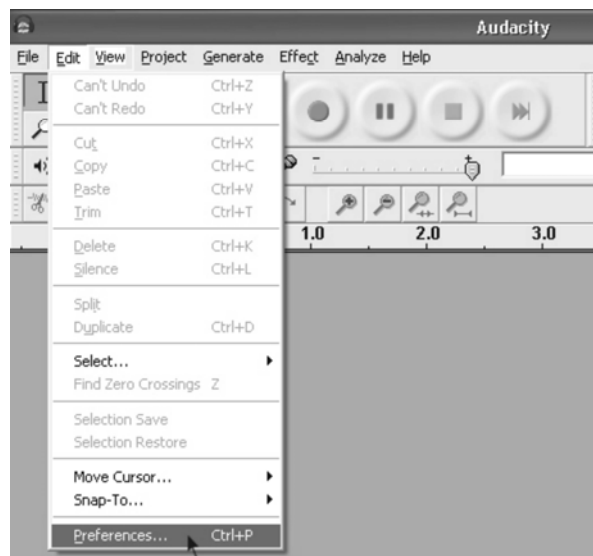 Audacity
File Edit View Project Generate Effect Analyze Help
Can't Undo Ctrl+Z
Can't Redo Ctrl+Y
Cut Ctrl+X
Copy Ctrl+C
Paste Ctrl+V
Trim Ctrl+T
Delete Ctrl+K
Silence Ctrl+L
Split
Duplicate Ctrl+D
Select...
Find Zero Crossings Z
Selection Save
Selection Restore
Move Cursor...
Snap-To...
Preferences... Ctrl+P
1.0 2.0 3.0